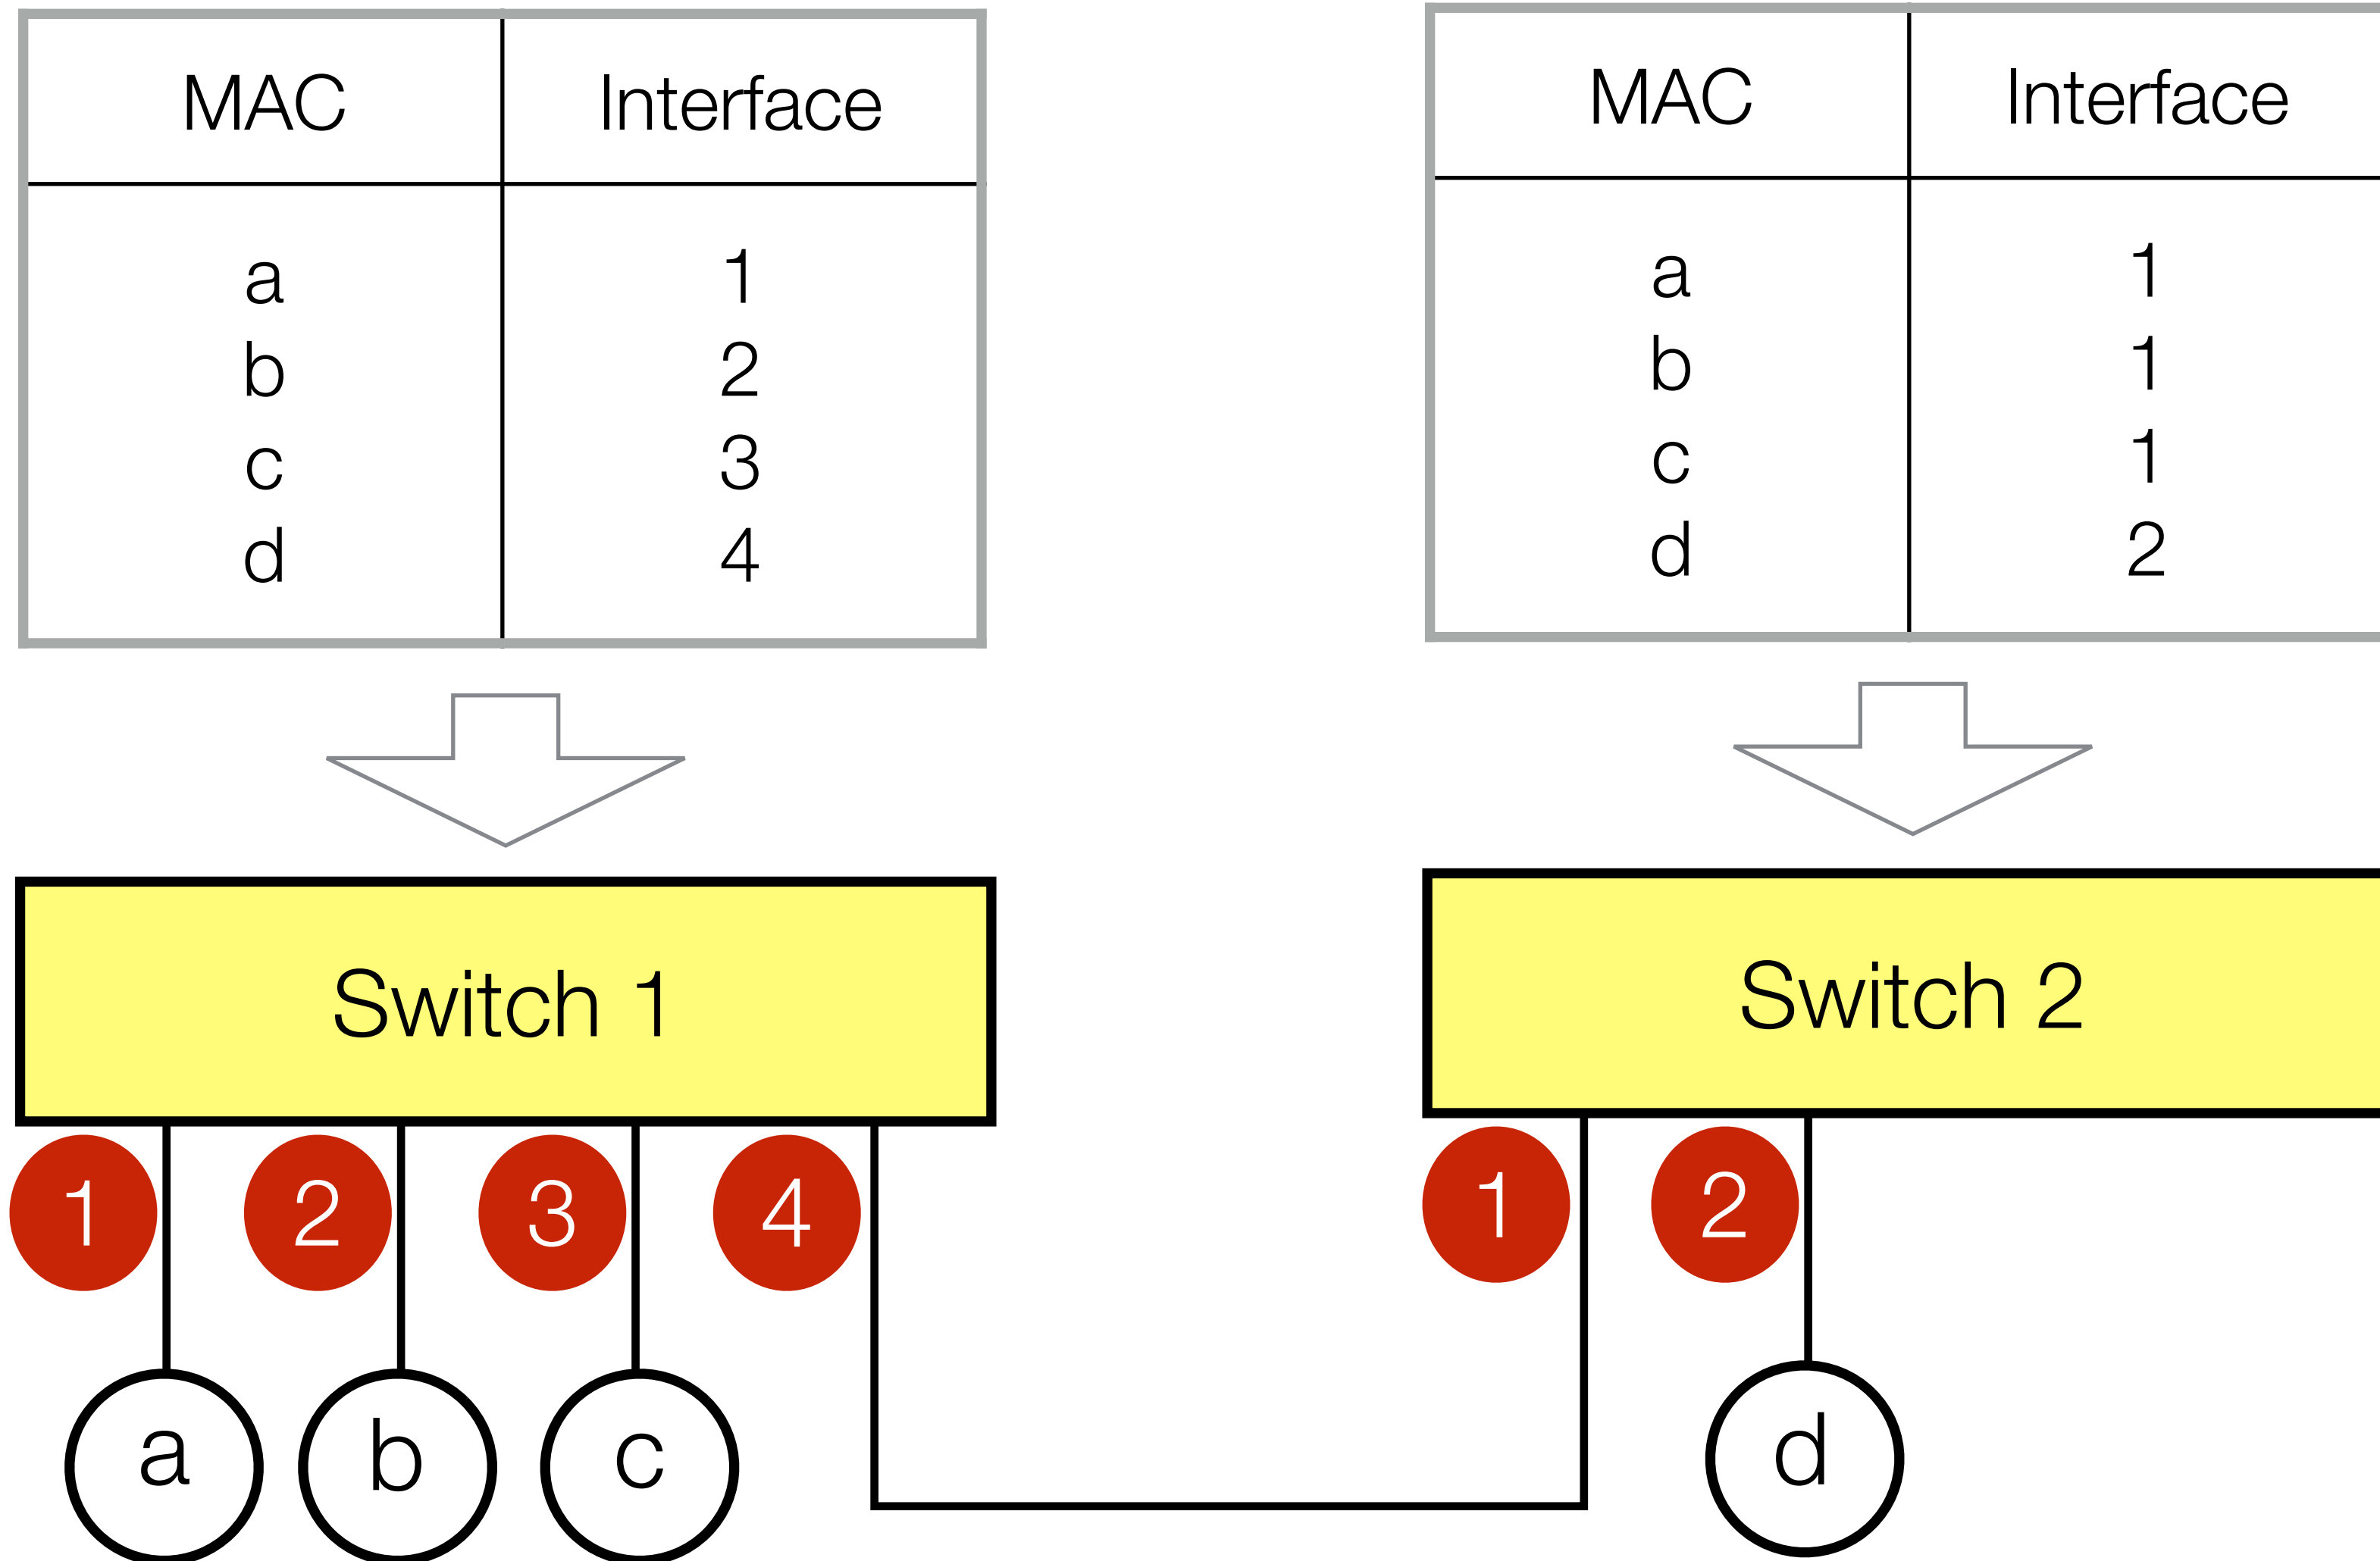 MAC Interface
a 1
b 2
c 3
d 4
MAC Interface
a 1
b 1
c 1
d 2
Switch 1
Switch 2
1 2 3 4
1 2
a b c
d